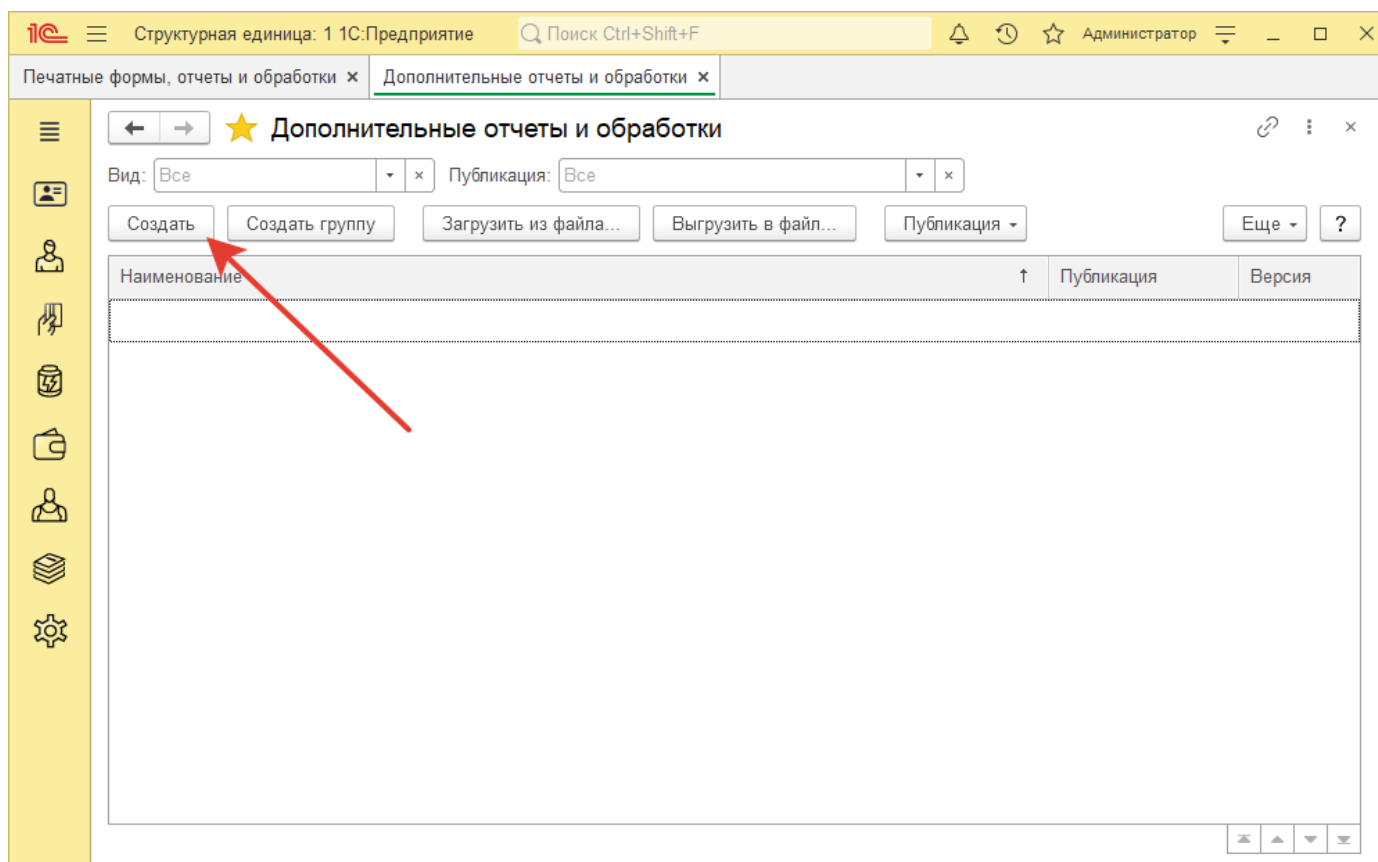 1С Структурная единица: 1 1С:Предприятие Поиск Ctrl+Shift+F Администратор
Печатные формы, отчеты и обработки × Дополнительные отчеты и обработки ×
Дополнительные отчеты и обработки
Вид: Все Публикация: Все
Создать Создать группу Загрузить из файла... Выгрузить в файл... Публикация Еще ?
Наименование Публикация Версия